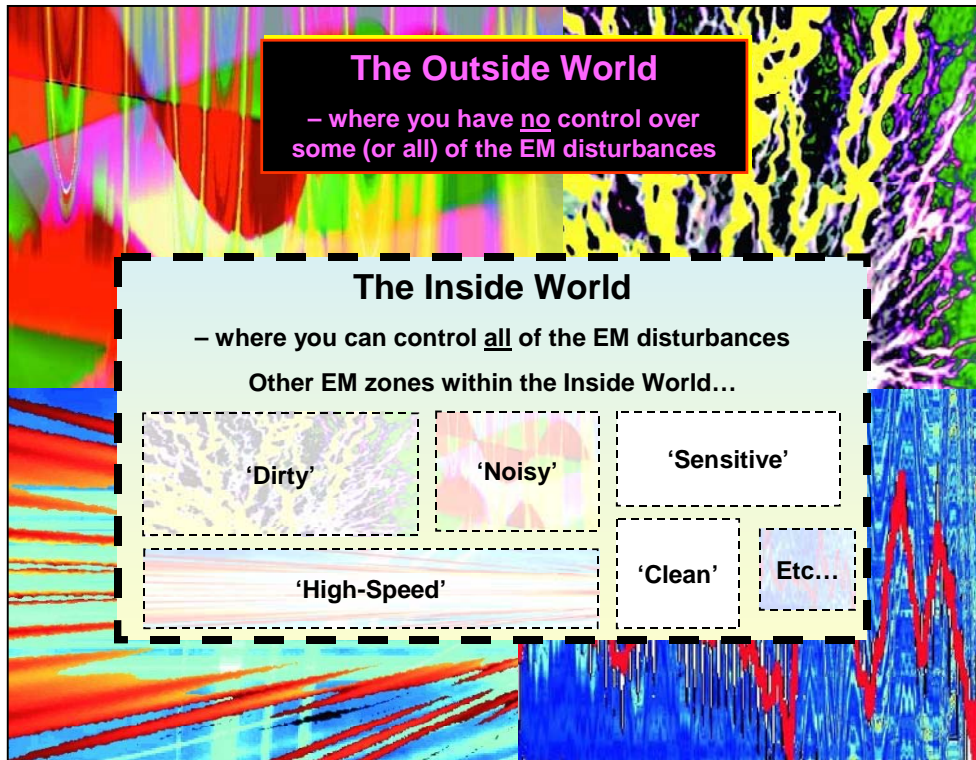 The Outside World
– where you have no control over
some (or all) of the EM disturbances
The Inside World
– where you can control all of the EM disturbances
Other EM zones within the Inside World…
‘Dirty’
‘Noisy’
‘Sensitive’
‘High-Speed’
‘Clean’
Etc…